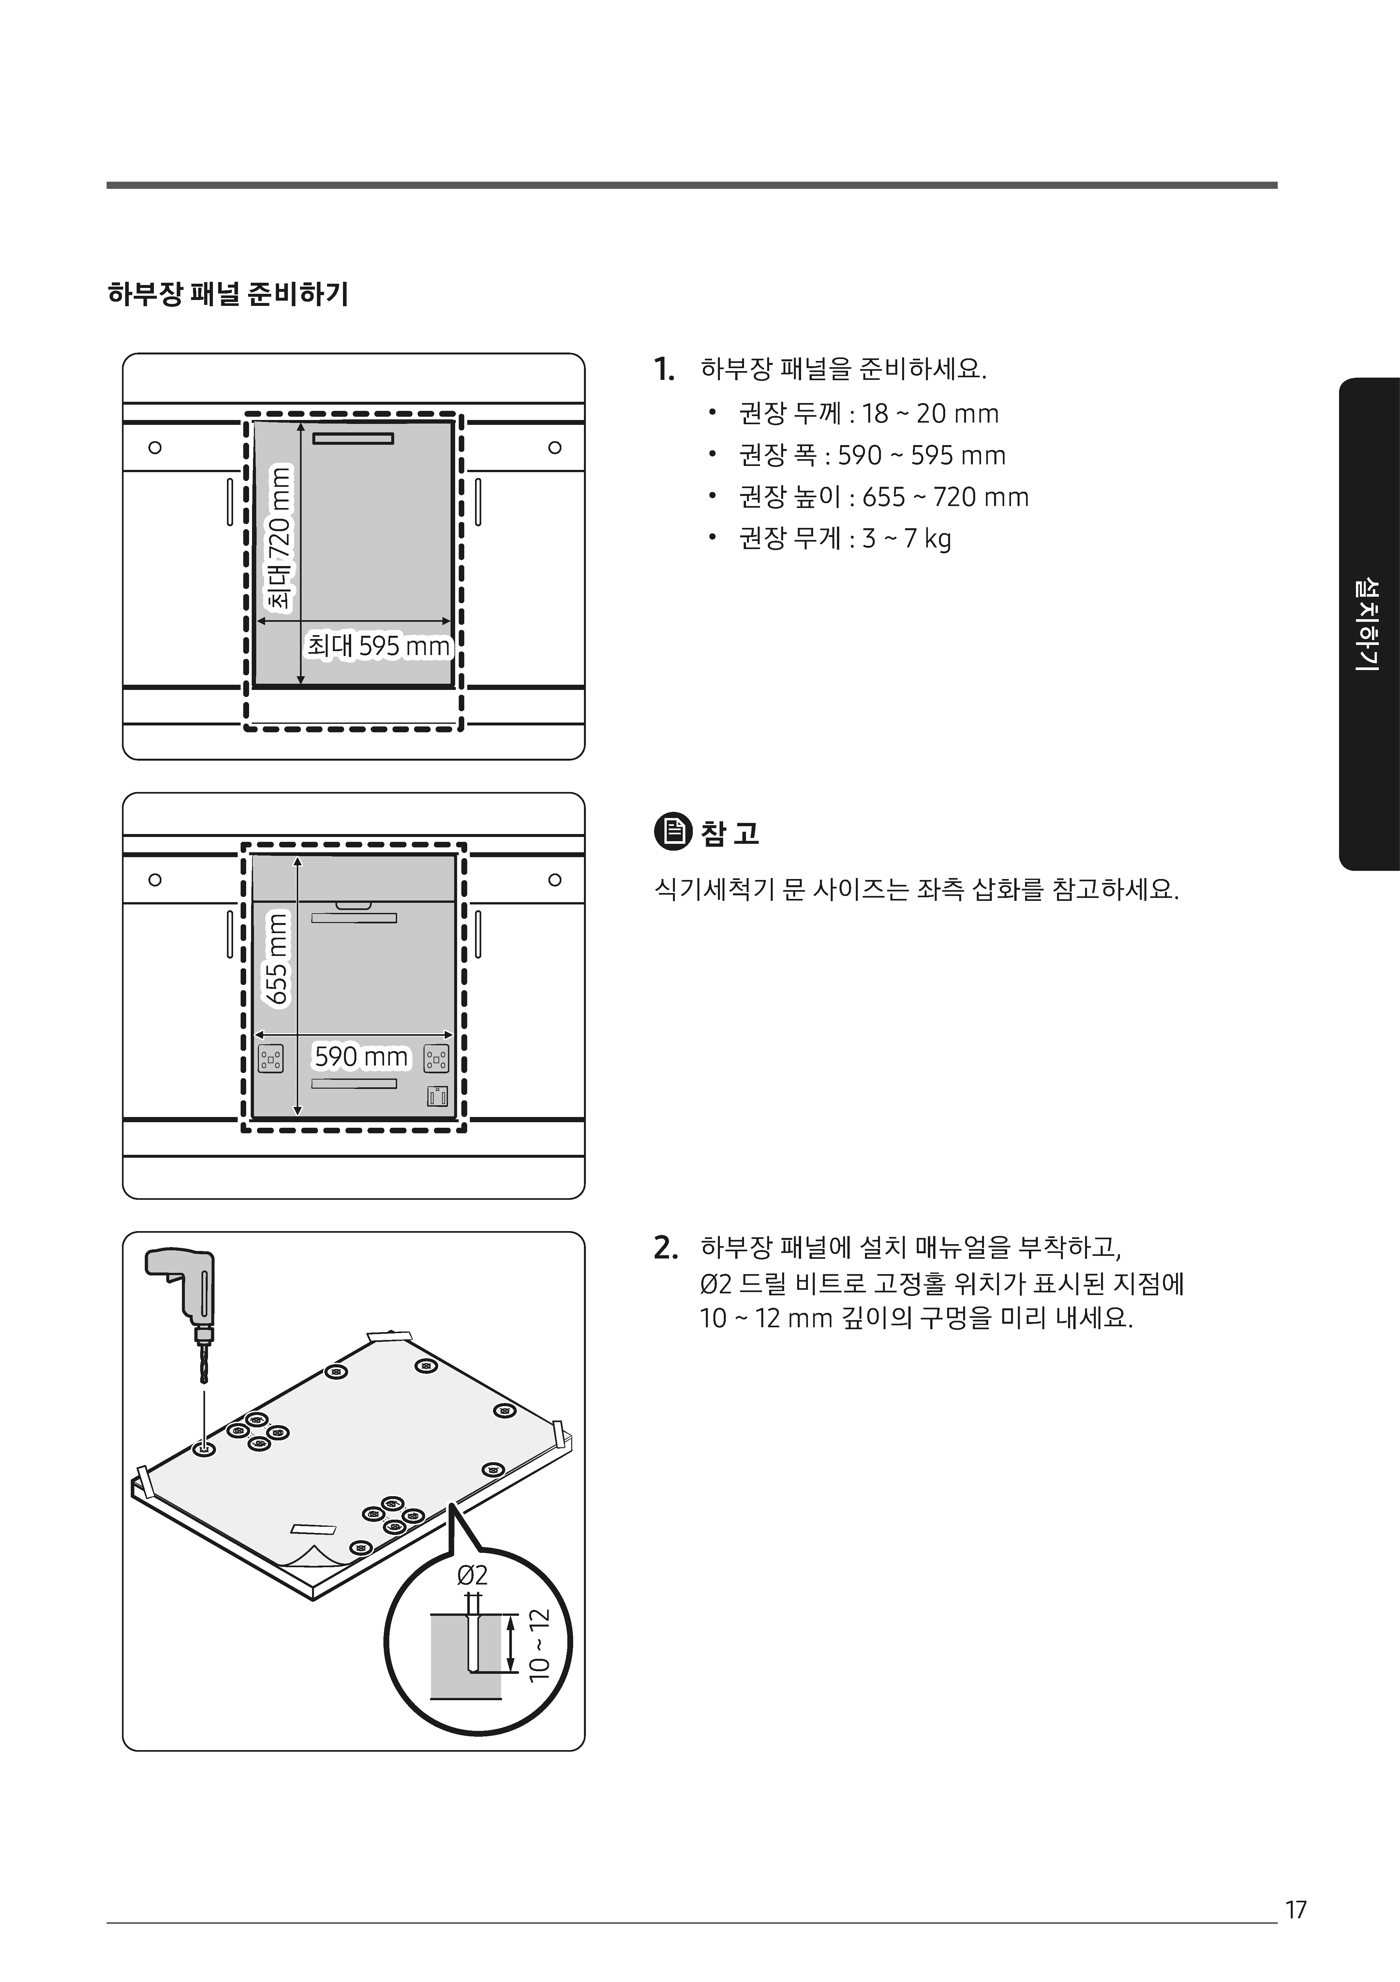 하부장 패널 준비하기
최대 720 mm
최대 595 mm
1. 하부장 패널을 준비하세요.
• 권장 두께 : 18 ~ 20 mm
• 권장 폭 : 590 ~ 595 mm
• 권장 높이 : 655 ~ 720 mm
• 권장 무게 : 3 ~ 7 kg
설치하기
655 mm
590 mm
참고
식기세척기 문 사이즈는 좌측 삽화를 참고하세요.
2. 하부장 패널에 설치 매뉴얼을 부착하고,
Ø2 드릴 비트로 고정홀 위치가 표시된 지점에
10 ~ 12 mm 깊이의 구멍을 미리 내세요.
Ø2
10 ~ 12
17